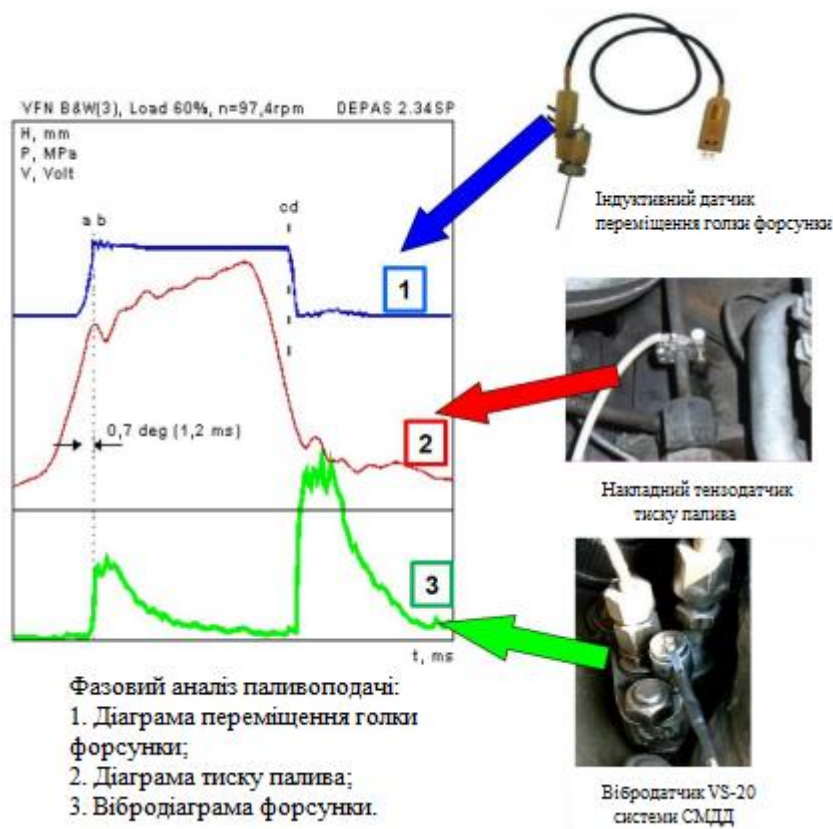 VFN B&W(3), Load 60%, n=97,4rpm DEPAS 2.34SP
H, mm
P, MPa
V, Volt
a b
cd
1
0,7 deg (1,2 ms)
2
3
t, ms
Індуктивний датчик
переміщення голки форсунки
Накладний тензодатчик
тиску палива
Вібродатчик VS-20
системи СМДД
Фазовий аналіз паливоподачі:
1. Діаграма переміщення голки
форсунки;
2. Діаграма тиску палива;
3. Вібродіаграма форсунки.